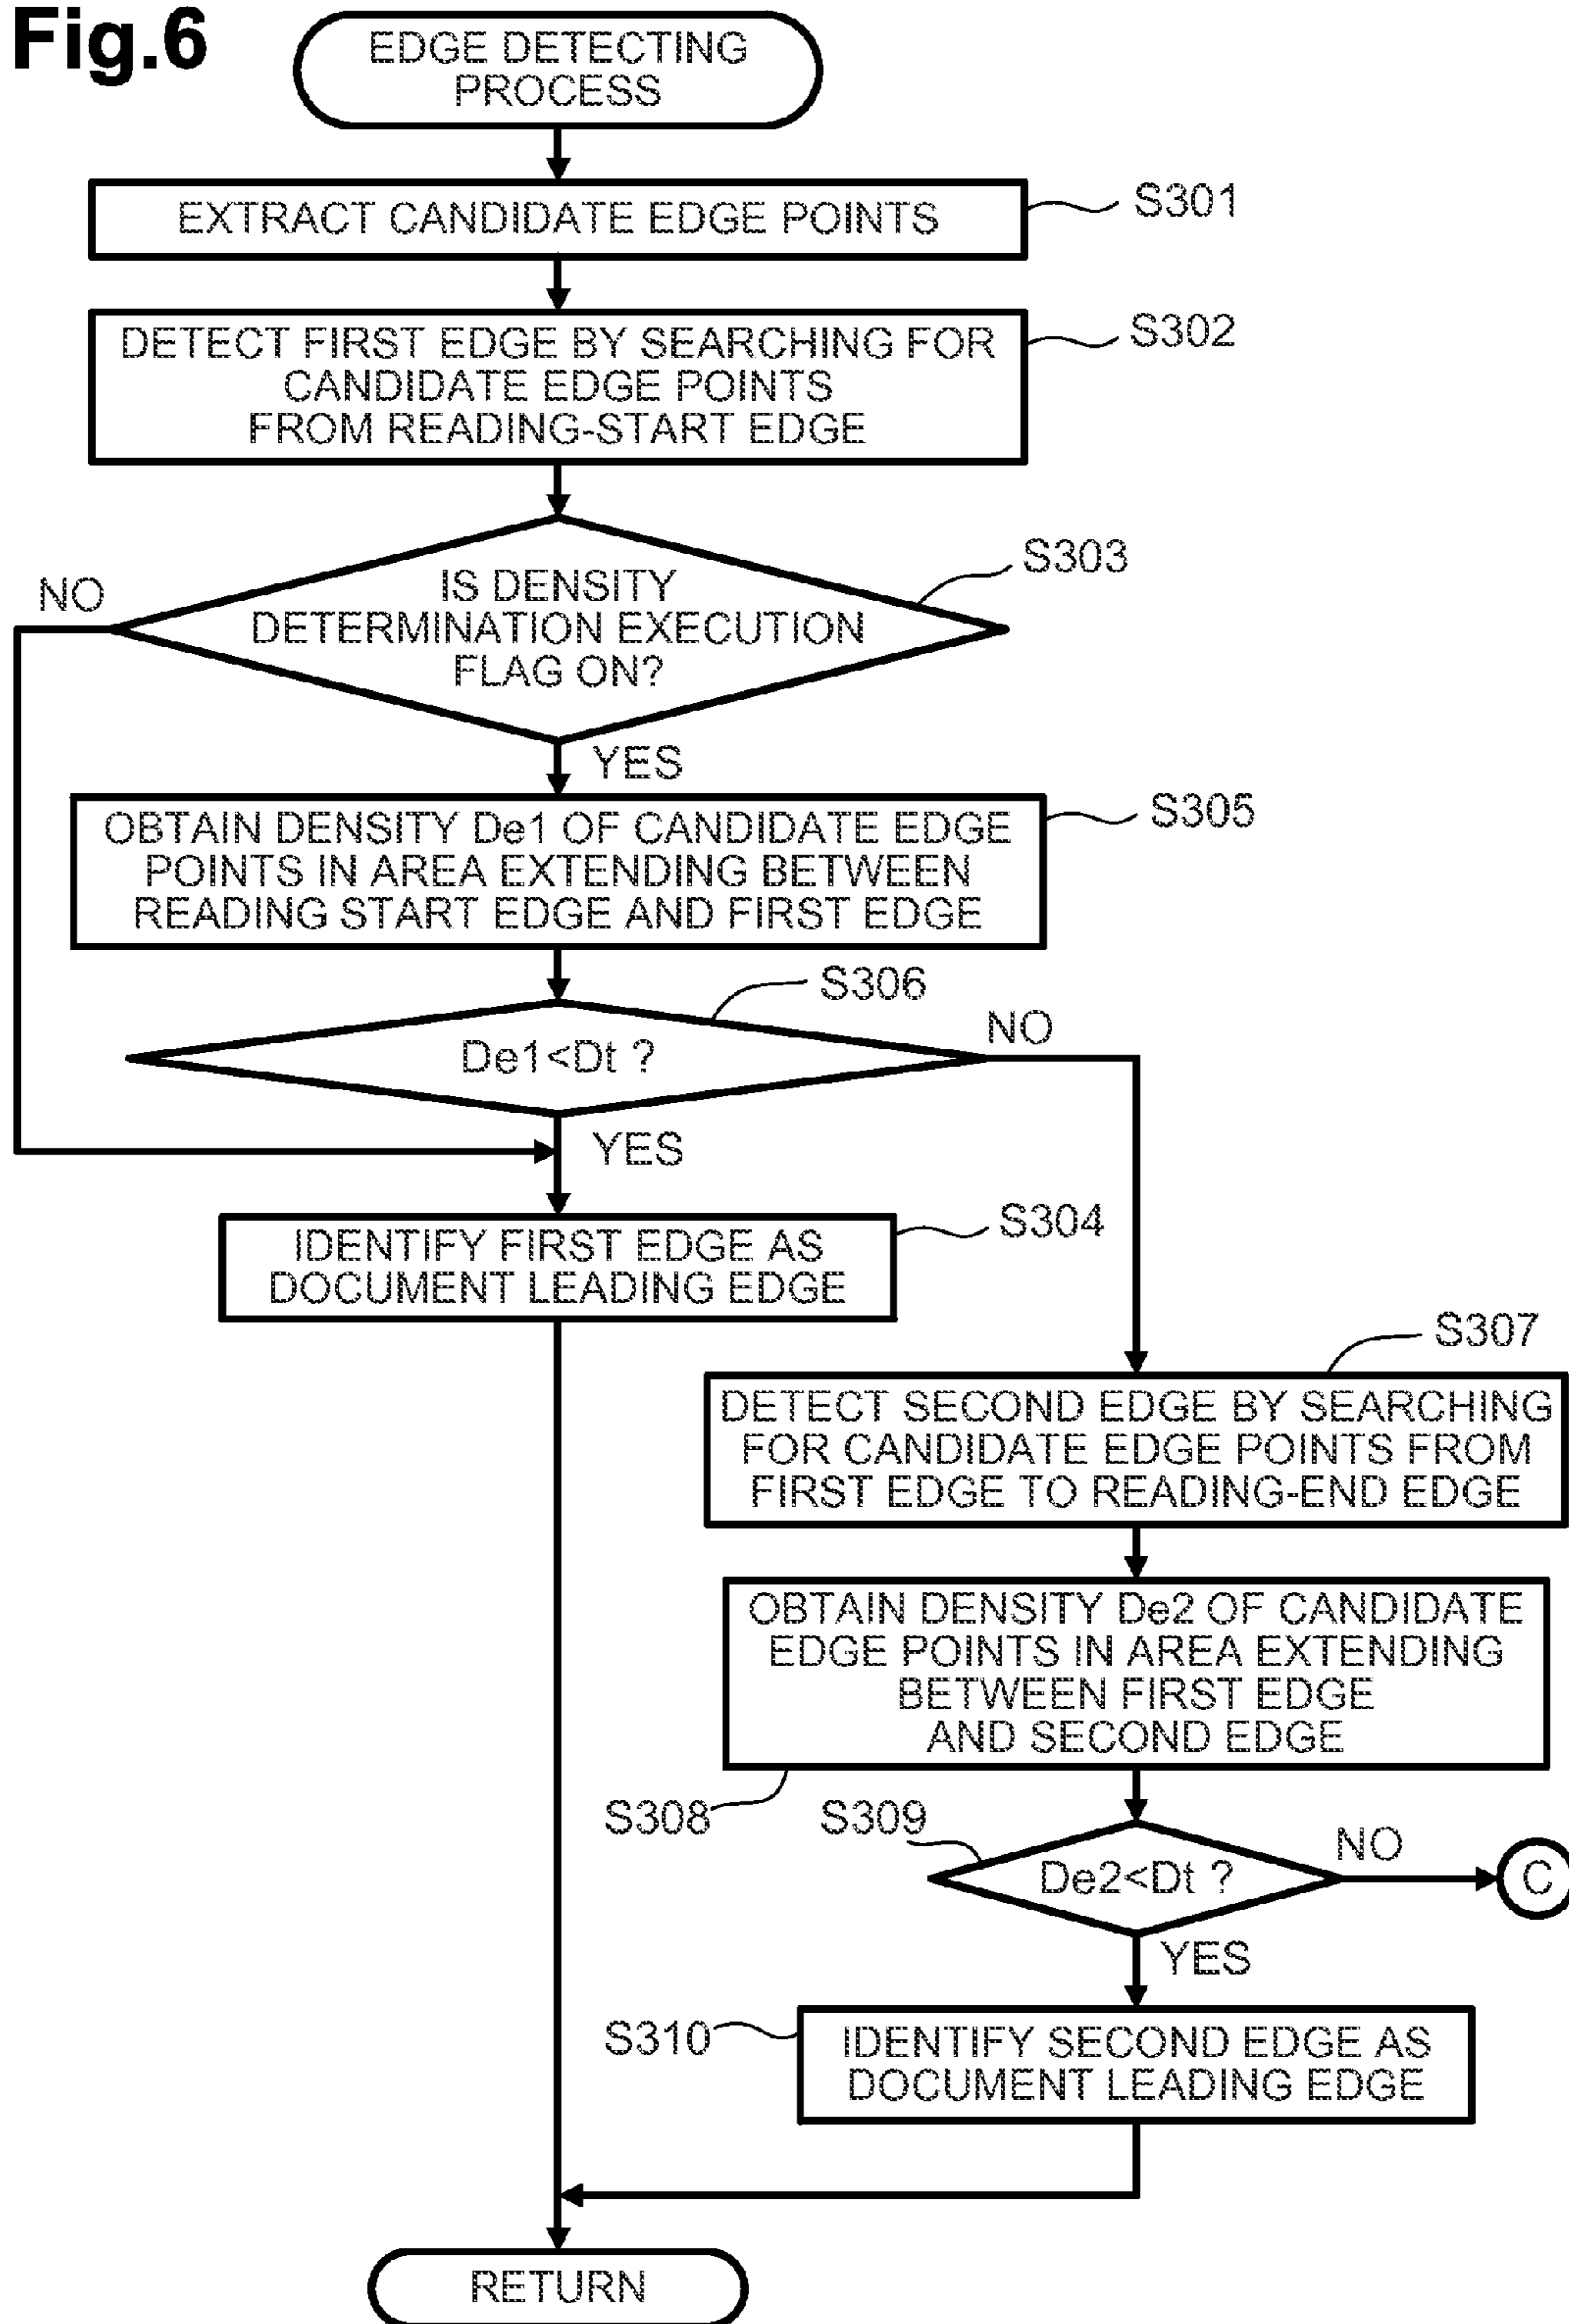 Fig.6
EDGE DETECTING
PROCESS
EXTRACT CANDIDATE EDGE POINTS
S301
DETECT FIRST EDGE BY SEARCHING FOR
CANDIDATE EDGE POINTS
FROM READING-START EDGE
S302
IS DENSITY
DETERMINATION EXECUTION
FLAG ON?
S303
NO
YES
OBTAIN DENSITY De1 OF CANDIDATE EDGE
POINTS IN AREA EXTENDING BETWEEN
READING START EDGE AND FIRST EDGE
S305
S306
De1<Dt ?
NO
YES
IDENTIFY FIRST EDGE AS
DOCUMENT LEADING EDGE
S304
S307
DETECT SECOND EDGE BY SEARCHING
FOR CANDIDATE EDGE POINTS FROM
FIRST EDGE TO READING-END EDGE
OBTAIN DENSITY De2 OF CANDIDATE
EDGE POINTS IN AREA EXTENDING
BETWEEN FIRST EDGE
AND SECOND EDGE
S308
S309
De2<Dt ?
NO
C
YES
S310
IDENTIFY SECOND EDGE AS
DOCUMENT LEADING EDGE
RETURN